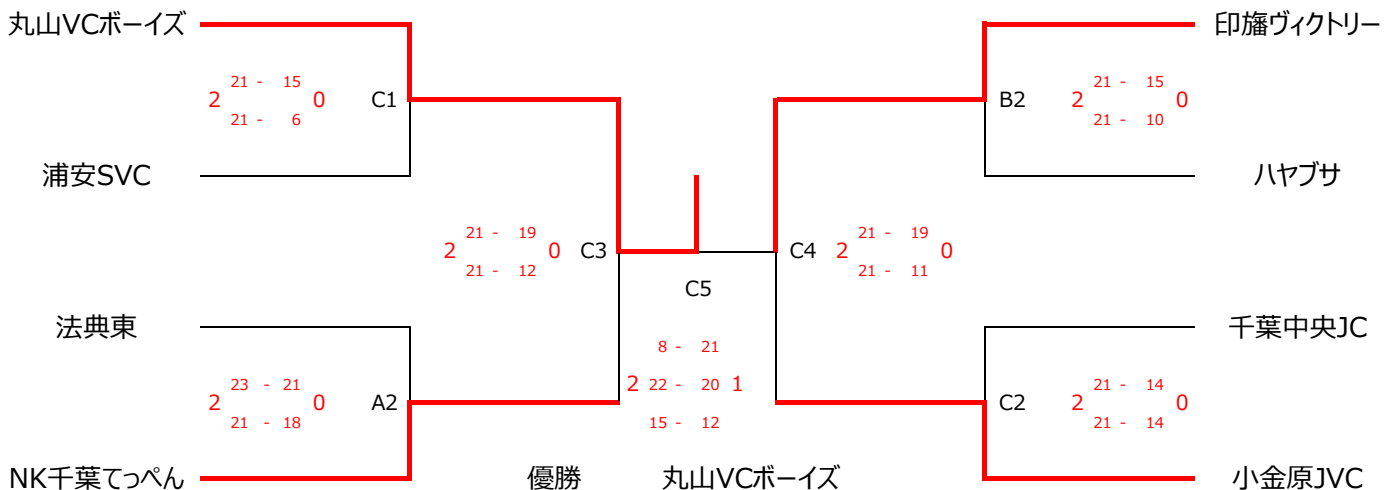 丸山VCボーイズ 印旛ヴィクトリー
21 - 15 21 - 15
2 0 C1 B2 2 0
21 - 6 21 - 10
浦安SVC ハヤブサ
21 - 19 21 - 19
2 0 C3 C4 2 0
21 - 12 21 - 11
C5
法典東 千葉中央JC
8 - 21
23 - 21 2 22 - 20 1 21 - 14
2 0 A2 C2 2 0
21 - 18 15 - 12 21 - 14
NK千葉てっぺん 優勝 丸山VCボーイズ 小金原JVC